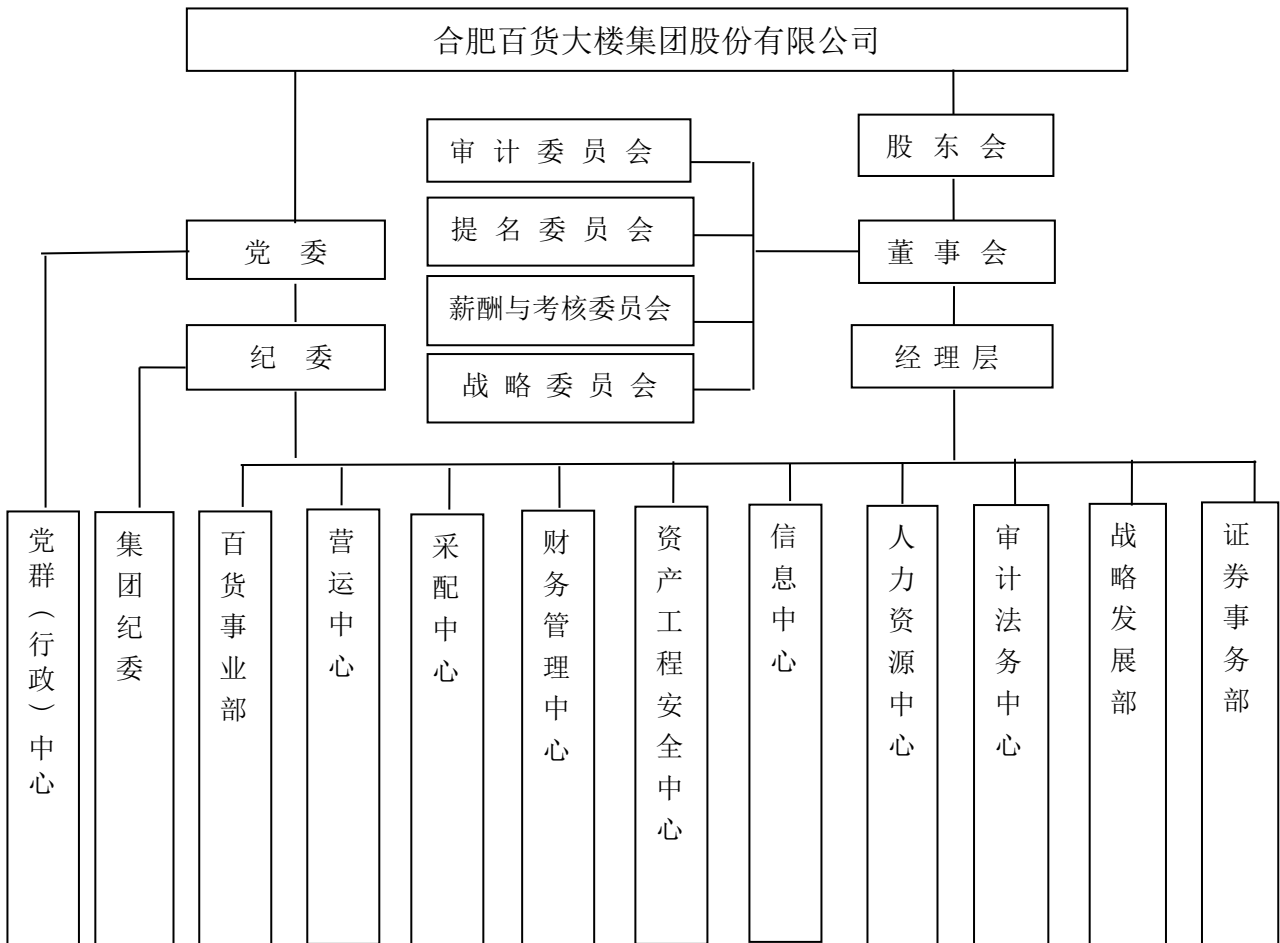 合肥百货大楼集团股份有限公司
审计委员会
股东会
提名委员会
党委
董事会
薪酬与考核委员会
纪委
经理层
战略委员会
党群（行政）中心
集团纪委
百货事业部
营运中心
采配中心
财务管理中心
资产工程安全中心
信息中心
人力资源中心
审计法务中心
战略发展部
证券事务部